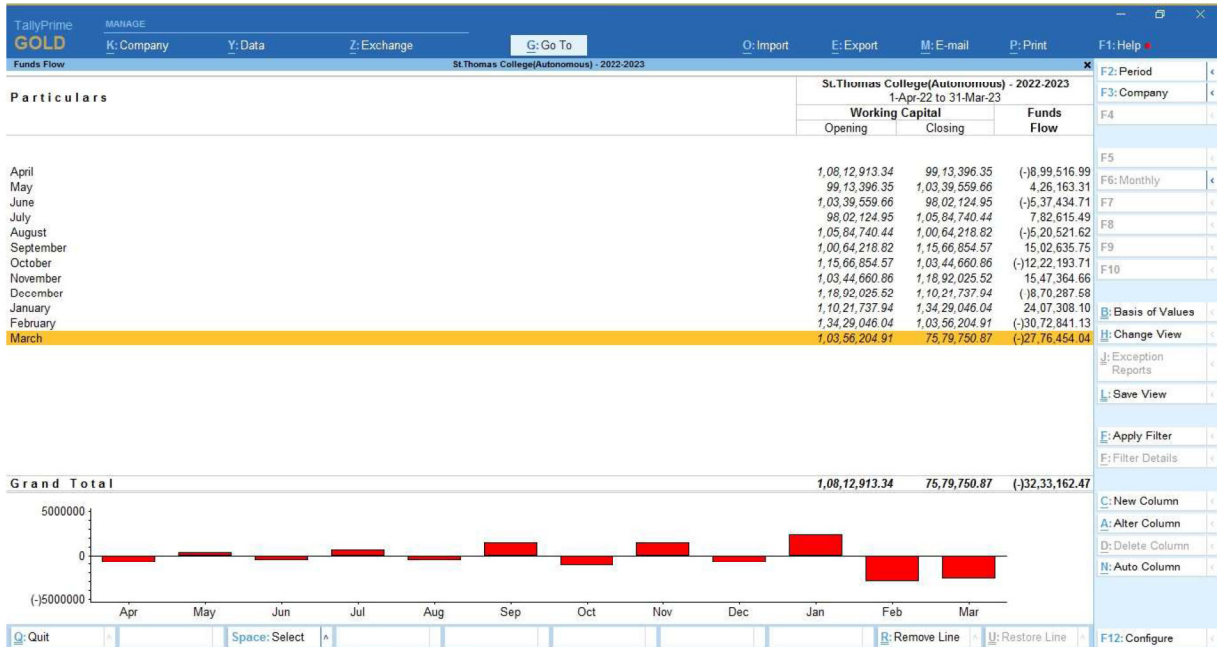 TallyPrime MANAGE
GOLD K: Company Y: Data Z: Exchange G: Go To O: Import E: Export M: E-mail P: Print F1: Help
Funds Flow St.Thomas College(Autonomous) - 2022-2023 x
F2: Period
F3: Company
F4
F5
F6: Monthly
F7
F8
F9
F10
B: Basis of Values
H: Change View
J: Exception Reports
L: Save View
F: Apply Filter
F: Filter Details
C: New Column
A: Alter Column
D: Delete Column
N: Auto Column
F12: Configure
Particulars
St.Thomas College(Autonomous) - 2022-2023
1-Apr-22 to 31-Mar-23
Working Capital Funds
Opening Closing Flow
April 1,08,12,913.34 99,13,396.35 (-)8,99,516.99
May 99,13,396.35 1,03,39,559.66 4,26,163.31
June 1,03,39,559.66 98,02,124.95 (-)5,37,434.71
July 98,02,124.95 1,05,84,740.44 7,82,615.49
August 1,05,84,740.44 1,00,64,218.82 (-)5,20,521.62
September 1,00,64,218.82 1,15,66,854.57 15,02,635.75
October 1,15,66,854.57 1,03,44,660.86 (-)12,22,193.71
November 1,03,44,660.86 1,18,92,025.52 15,47,364.66
December 1,18,92,025.52 1,10,21,737.94 (-)8,70,287.58
January 1,10,21,737.94 1,34,29,046.04 24,07,308.10
February 1,34,29,046.04 1,03,56,204.91 (-)30,72,841.13
March 1,03,56,204.91 75,79,750.87 (-)27,76,454.04
Grand Total 1,08,12,913.34 75,79,750.87 (-)32,33,162.47
5000000
0
(-)5000000
Apr May Jun Jul Aug Sep Oct Nov Dec Jan Feb Mar
Q: Quit Space: Select R: Remove Line U: Restore Line